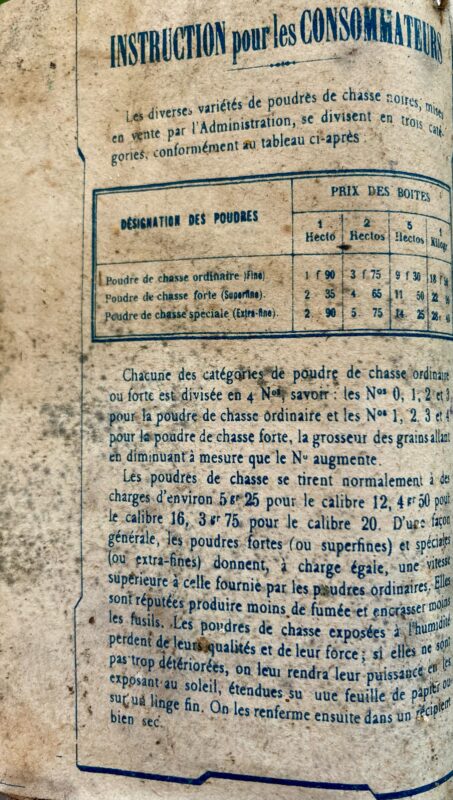 INSTRUCTION pour les CONSOMMATEURS
Les diverses variétés de poudres de chasse noires, mises
en vente par l'Administration, se divisent en trois caté-
gories, conformément au tableau ci-après
DÉSIGNATION DES POUDRES
PRIX DES BOITES
1 Hecto 2 Hectos 5 Hectos 1 Kilogr
Poudre de chasse ordinaire (Fine) 1 f 90 3 f 75 9 f 30 18 f
Poudre de chasse forte (Superfine). 2 35 4 65 11 50 22
Poudre de chasse spéciale (Extra-fine). 2 90 5 75 14 25 28
Chacune des catégories de poudre de chasse ordinaire
ou forte est divisée en 4 Nos, savoir : les Nos 0, 1, 2 et 3
pour la poudre de chasse ordinaire et les Nos 1, 2, 3 et 4
pour la poudre de chasse forte, la grosseur des grains allant
en diminuant à mesure que le No augmente.
Les poudres de chasse se tirent normalement à des
charges d'environ 5 gr 25 pour le calibre 12, 4 gr 50 pour
le calibre 16, 3 gr 75 pour le calibre 20. D'une façon
générale, les poudres fortes (ou superfines) et spéciales
(ou extra-fines) donnent, à charge égale, une vitesse
supérieure à celle fournie par les poudres ordinaires. Elles
sont réputées produire moins de fumée et encrasser moins
les fusils. Les poudres de chasse exposées à l'humidité
perdent de leurs qualités et de leur force ; si elles ne sont
pas trop détériorées, on leur rendra leur puissance en les
exposant au soleil, étendues su uue feuille de papier ou
sur un linge fin. On les renferme ensuite dans un récipient
bien sec.